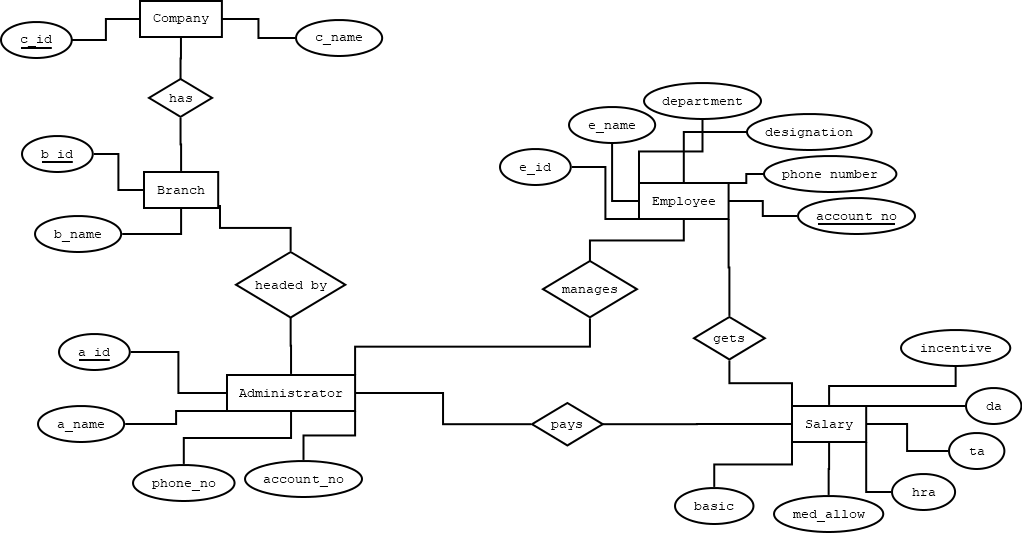 Company
c_id
c_name
has
department
e_name
designation
b_id
e_id
phone number
Branch
Employee
account_no
b_name
headed by
manages
gets
a_id
incentive
Administrator
da
a_name
pays
Salary
ta
phone_no
account_no
hra
basic
med_allow